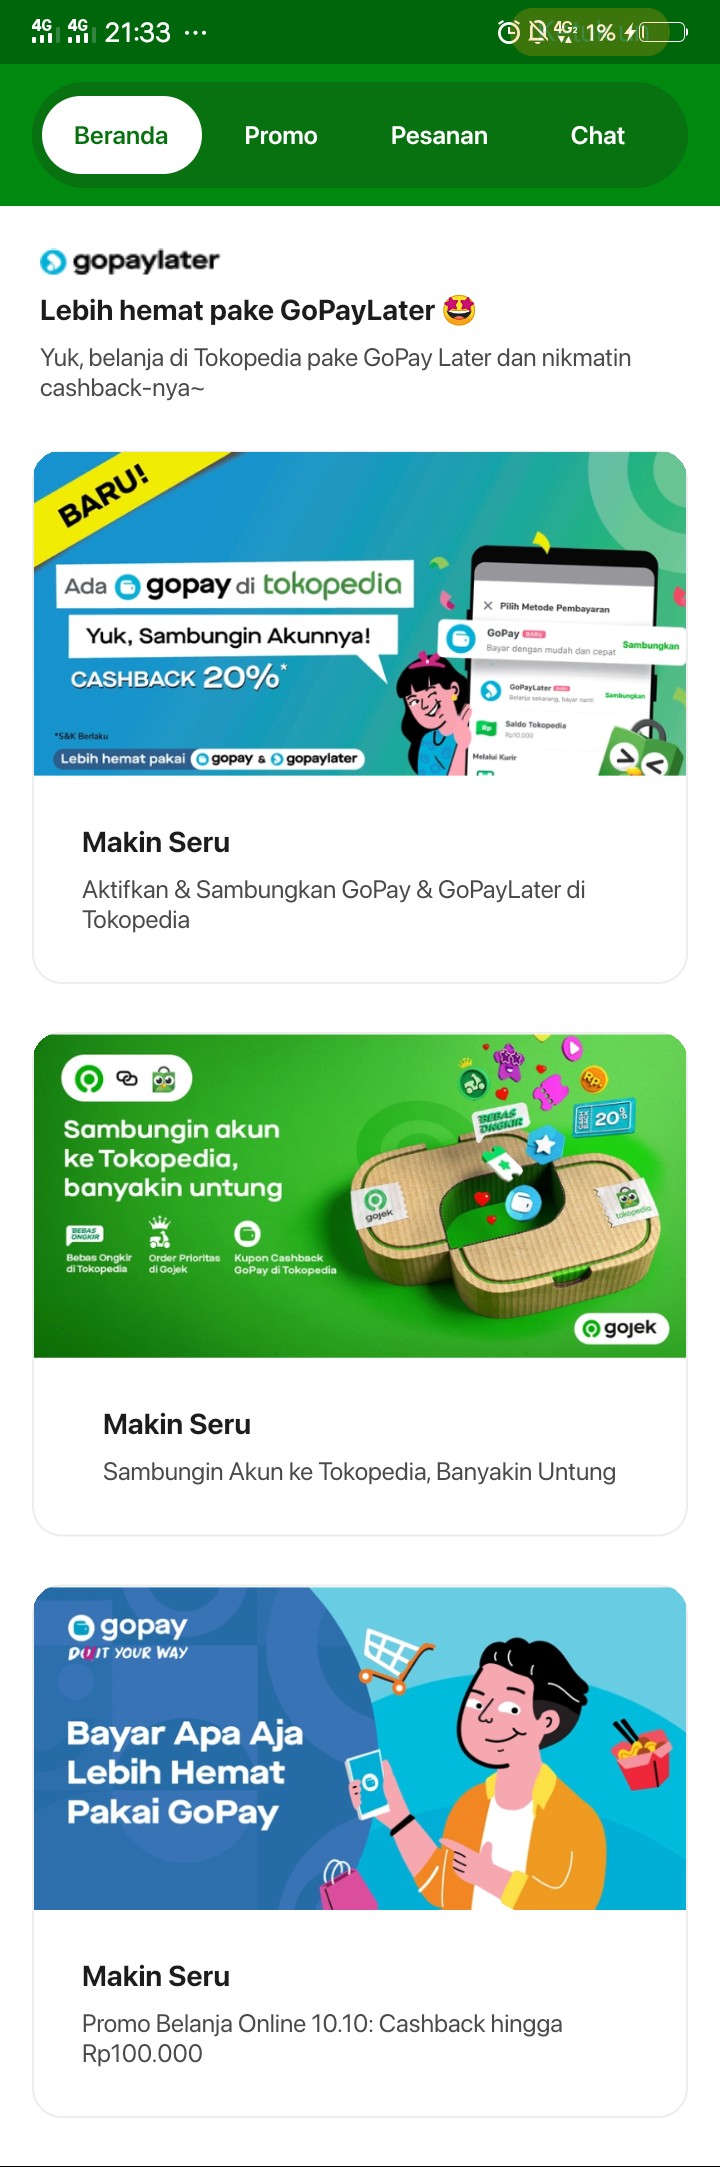 4G 4G 21:33 ... 4G2 1%
Beranda Promo Pesanan Chat
gopaylater
Lebih hemat pake GoPayLater 🤩
Yuk, belanja di Tokopedia pake GoPay Later dan nikmatin
cashback-nya~
BARU!
Ada gopay di tokopedia
Yuk, Sambungin Akunnya!
CASHBACK 20%*
*S&K Berlaku
Lebih hemat pakai gopay & gopaylater
Pilih Metode Pembayaran
GoPay BARU
Bayar dengan mudah dan cepat
Sambungkan
GoPayLater BARU
Belanja sekarang, bayar nanti
Sambungkan
Saldo Tokopedia
Rp10.000
Melalui Kurir
Makin Seru
Aktifkan & Sambungkan GoPay & GoPayLater di
Tokopedia
Sambungin akun
ke Tokopedia,
banyakin untung
BEBAS
ONGKIR
Bebas Ongkir
di Tokopedia
Order Prioritas
di Gojek
Kupon Cashback
GoPay di Tokopedia
BEBAS
ONGKIR
Rp
20%
gojek
tokopedia
gojek
Makin Seru
Sambungin Akun ke Tokopedia, Banyakin Untung
gopay
DO IT YOUR WAY
Bayar Apa Aja
Lebih Hemat
Pakai GoPay
Makin Seru
Promo Belanja Online 10.10: Cashback hingga
Rp100.000